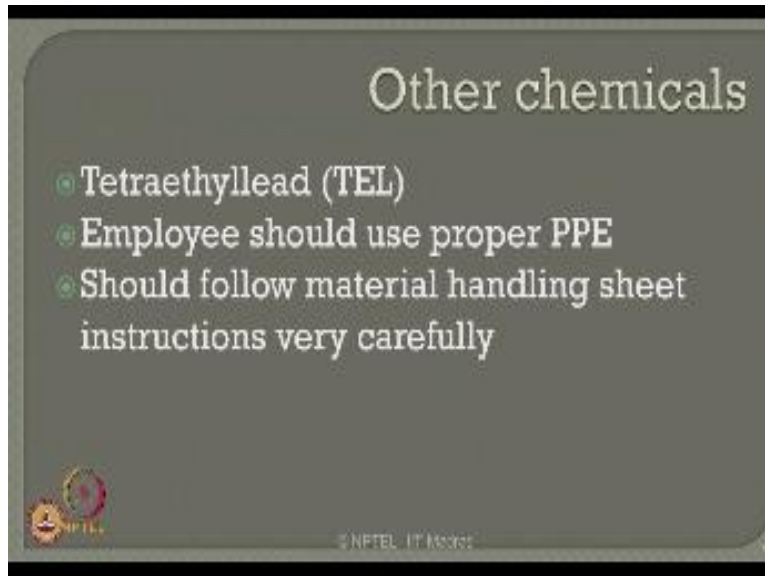 Other chemicals
Tetraethyllead (TEL)
Employee should use proper PPE
Should follow material handling sheet
instructions very carefully
NPTEL
© NPTEL IIT Madras